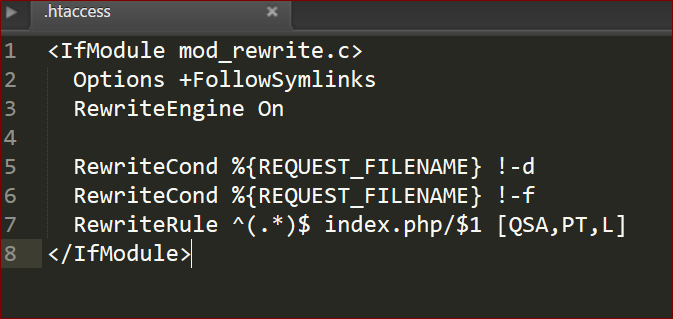 .htaccess ×
1 <IfModule mod_rewrite.c>
2   Options +FollowSymlinks
3   RewriteEngine On
4
5   RewriteCond %{REQUEST_FILENAME} !-d
6   RewriteCond %{REQUEST_FILENAME} !-f
7   RewriteRule ^(.*)$ index.php/$1 [QSA,PT,L]
8 </IfModule>